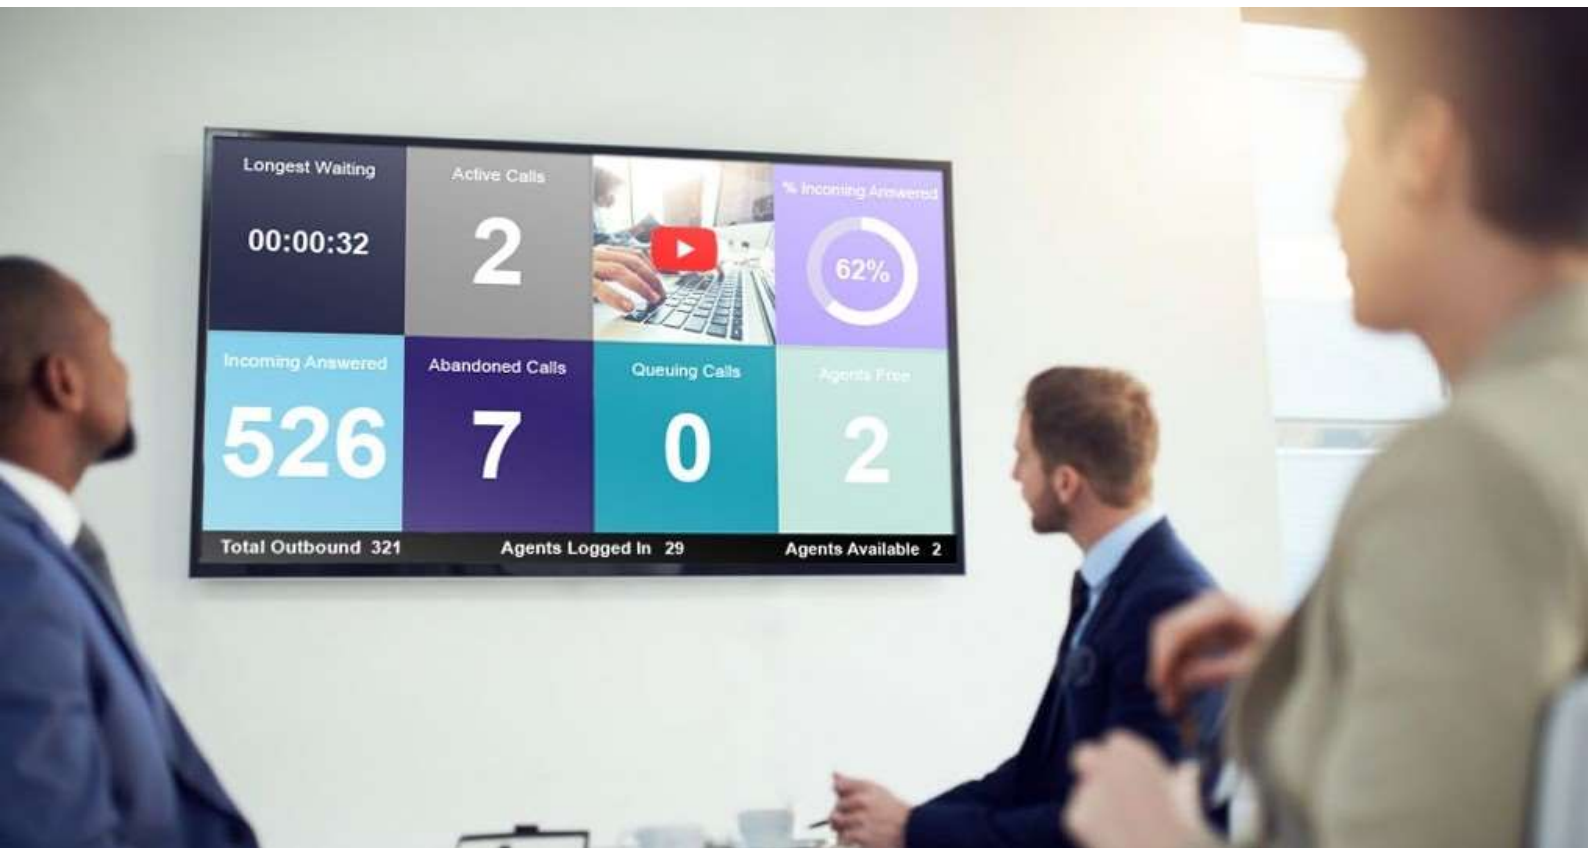 Longest Waiting
00:00:32
Active Calls
2
% Incoming Answered
62%
Incoming Answered
526
Abandoned Calls
7
Queuing Calls
0
Agents Free
2
Total Outbound 321
Agents Logged In 29
Agents Available 2